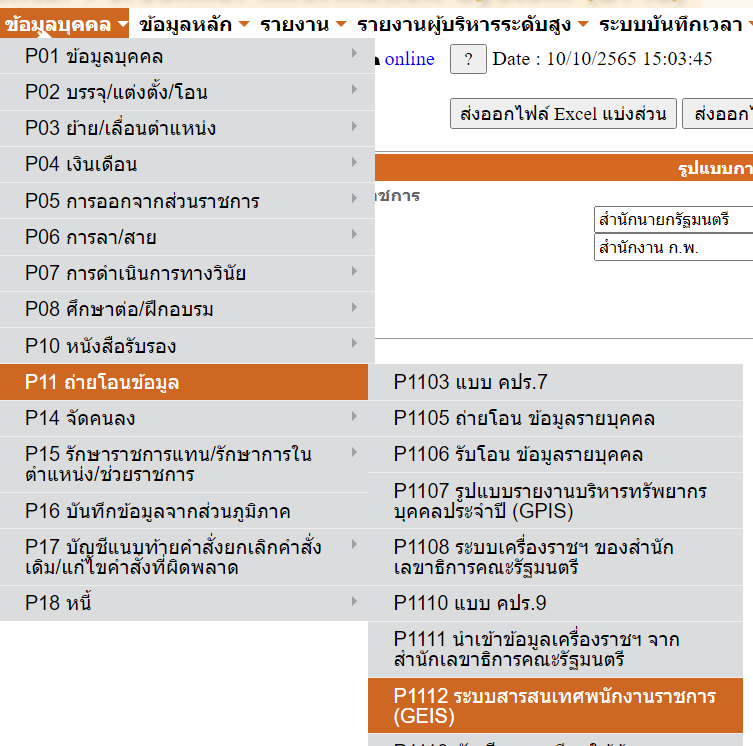 ข้อมูลบุคคล ข้อมูลหลัก รายงาน รายงานผู้บริหารระดับสูง ระบบบันทึกเวลา
online ? Date : 10/10/2565 15:03:45
ส่งออกไฟล์ Excel แบ่งส่วน ส่งออกไฟล์
รูปแบบกา
าชการ
สำนักนายกรัฐมนตรี
สำนักงาน ก.พ.
P01 ข้อมูลบุคคล
P02 บรรจุ/แต่งตั้ง/โอน
P03 ย้าย/เลื่อนตำแหน่ง
P04 เงินเดือน
P05 การออกจากส่วนราชการ
P06 การลา/สาย
P07 การดำเนินการทางวินัย
P08 ศึกษาต่อ/ฝึกอบรม
P10 หนังสือรับรอง
P11 ถ่ายโอนข้อมูล
P14 จัดคนลง
P15 รักษาราชการแทน/รักษาการใน
ตำแหน่ง/ช่วยราชการ
P16 บันทึกข้อมูลจากส่วนภูมิภาค
P17 บัญชีแนบท้ายคำสั่งยกเลิกคำสั่ง
เดิม/แก้ไขคำสั่งที่ผิดพลาด
P18 หนี้
P1103 แบบ คปร.7
P1105 ถ่ายโอน ข้อมูลรายบุคคล
P1106 รับโอน ข้อมูลรายบุคคล
P1107 รูปแบบรายงานบริหารทรัพยากร
บุคคลประจำปี (GPIS)
P1108 ระบบเครื่องราชฯ ของสำนัก
เลขาธิการคณะรัฐมนตรี
P1110 แบบ คปร.9
P1111 นำเข้าข้อมูลเครื่องราชฯ จาก
สำนักเลขาธิการคณะรัฐมนตรี
P1112 ระบบสารสนเทศพนักงานราชการ
(GEIS)